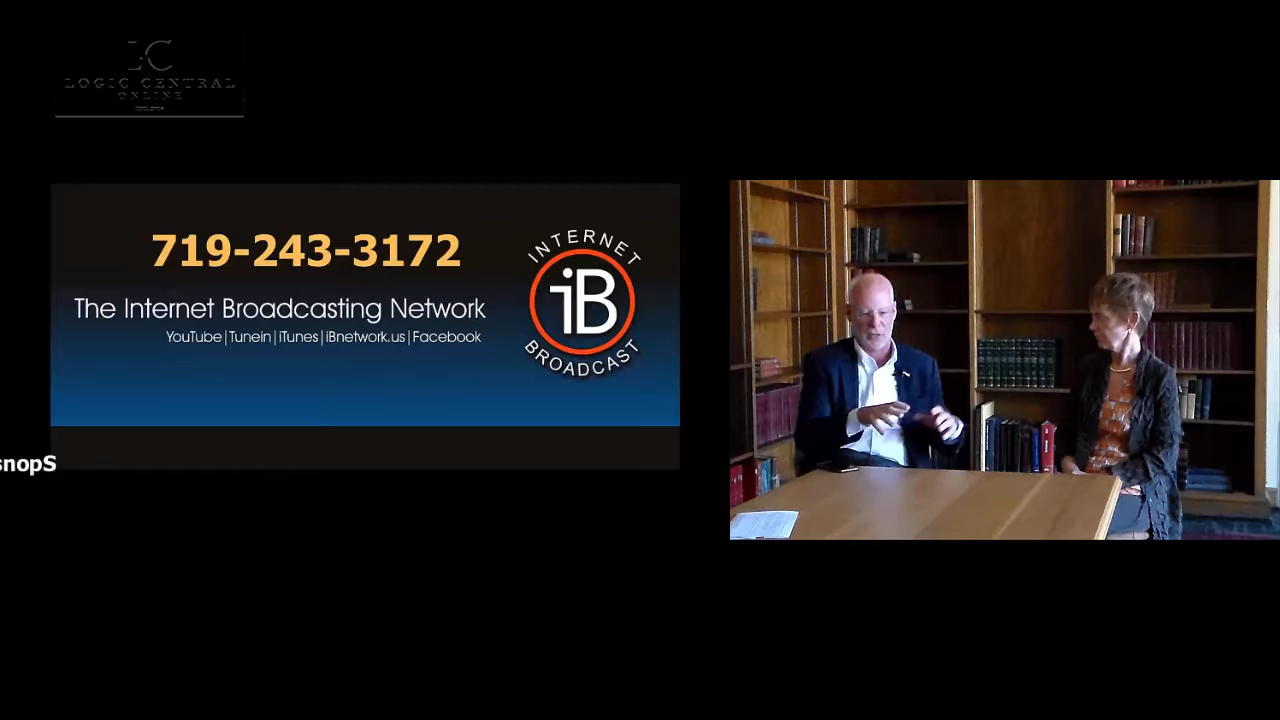 LC
LOGIC CENTRAL
ONLINE
719-243-3172
The Internet Broadcasting Network
YouTube|Tunein|iTunes|iBnetwork.us|Facebook
INTERNET
iB
BROADCAST
snopS